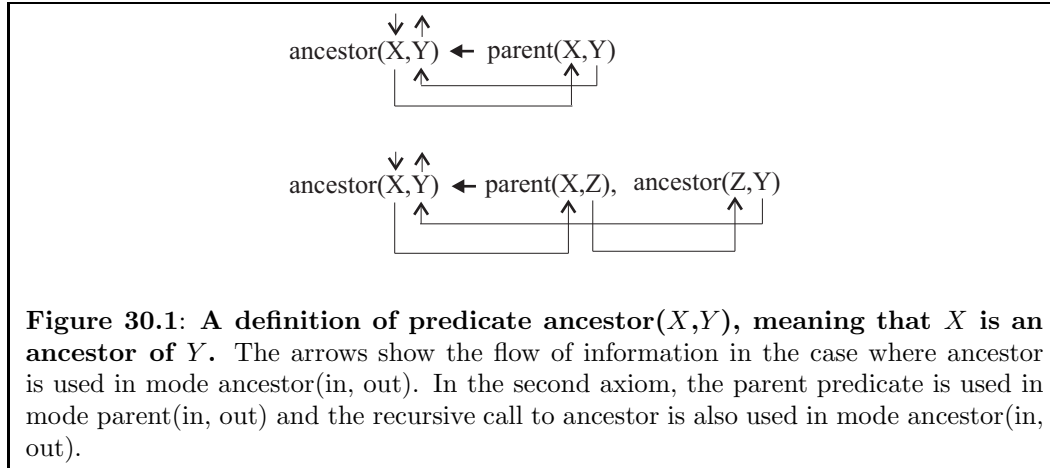 ancestor(X,Y) ← parent(X,Y)
ancestor(X,Y) ← parent(X,Z), ancestor(Z,Y)
Figure 30.1: A definition of predicate ancestor(X,Y), meaning that X is an
ancestor of Y. The arrows show the flow of information in the case where ancestor
is used in mode ancestor(in, out). In the second axiom, the parent predicate is used in
mode parent(in, out) and the recursive call to ancestor is also used in mode ancestor(in,
out).